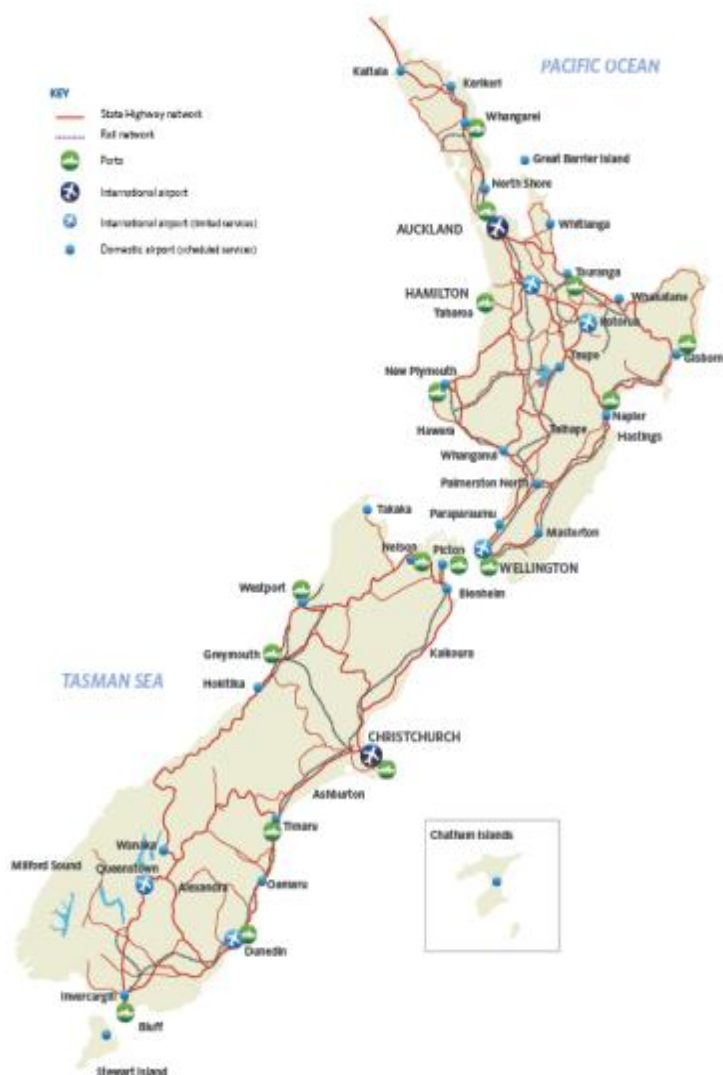 PACIFIC OCEAN
KEY
State Highway network
Rail network
Ports
International airport
International airport (limited services)
Domestic airport (scheduled services)
Kaitaia
Kerikeri
Whangarei
Great Barrier Island
North Shore
AUCKLAND
Whitianga
Tauranga
HAMILTON
Whakatane
Taharoa
Rotorua
Gisborn
Taupo
New Plymouth
Napier
Hawera
Taihape
Hastings
Whanganui
Palmerston North
Takaka
Paraparaumu
Masterton
Nelson
Picton
WELLINGTON
Westport
Blenheim
Greymouth
Kaikoura
TASMAN SEA
Hokitika
CHRISTCHURCH
Ashburton
Timaru
Chatham Islands
Wanaka
Milford Sound
Queenstown
Alexandra
Oamaru
Dunedin
Invercargill
Bluff
Stewart Island